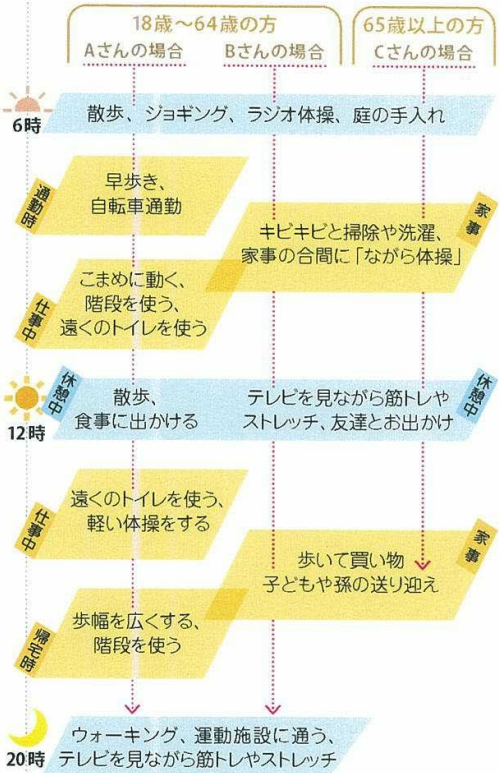 18歳~64歳の方
65歳以上の方
Aさんの場合
Bさんの場合
Cさんの場合
6時
散歩、ジョギング、ラジオ体操、庭の手入れ
通勤時
早歩き、
自転車通勤
家事
キビキビと掃除や洗濯、
家事の合間に「ながら体操」
仕事中
こまめに動く、
階段を使う、
遠くのトイレを使う
12時
休憩中
散歩、
食事に出かける
テレビを見ながら筋トレや
ストレッチ、友達とお出かけ
休憩中
仕事中
遠くのトイレを使う、
軽い体操をする
家事
歩いて買い物
子どもや孫の送り迎え
帰宅時
歩幅を広くする、
階段を使う
20時
ウォーキング、運動施設に通う、
テレビを見ながら筋トレやストレッチ